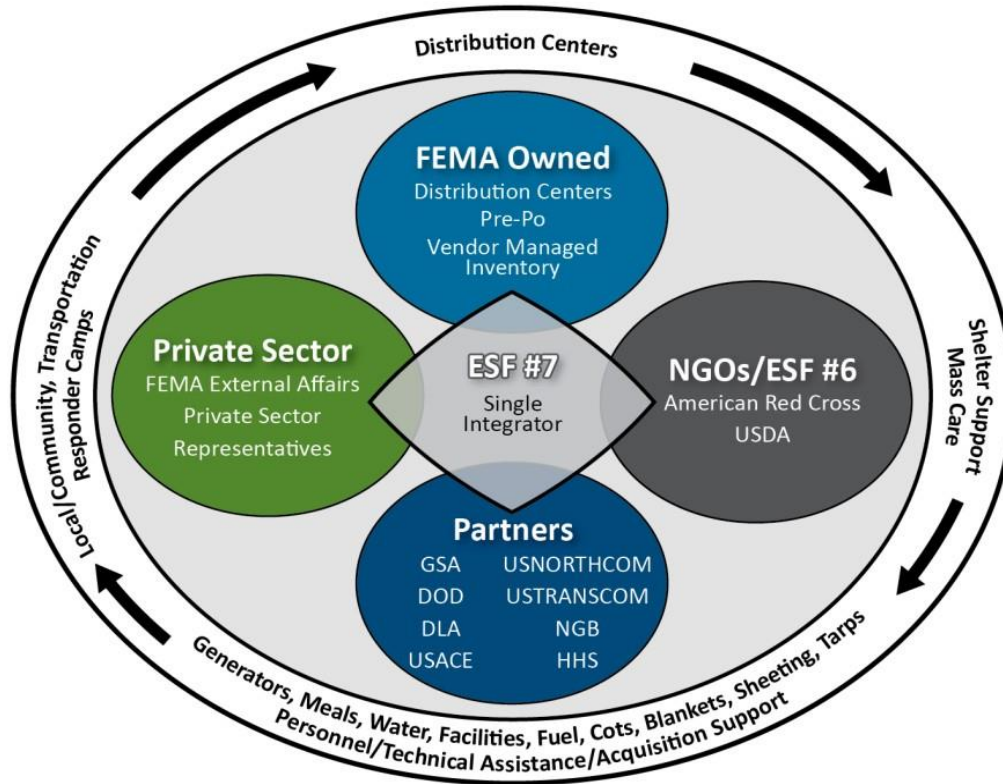 Distribution Centers
FEMA Owned
Distribution Centers
Pre-Po
Vendor Managed
Inventory
Private Sector
FEMA External Affairs
Private Sector
Representatives
ESF #7
Single
Integrator
NGOs/ESF #6
American Red Cross
USDA
Partners
GSA USNORTHCOM
DOD USTRANSCOM
DLA NGB
USACE HHS
Shelter Support
Mass Care
Generators, Meals, Water, Facilities, Fuel, Cots, Blankets, Sheeting, Tarps
Personnel/Technical Assistance/Acquisition Support
Local/Community, Transportation
Responder Camps